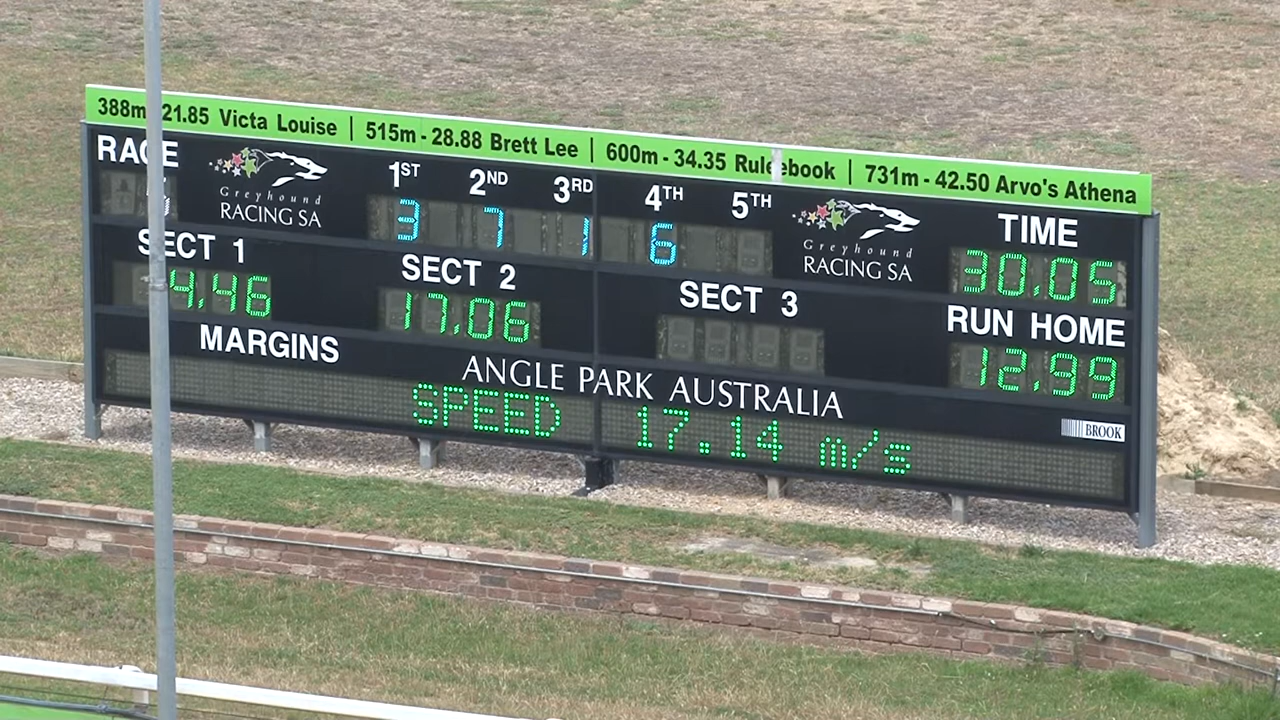 388m 21.85 Victa Louise | 515m - 28.88 Brett Lee | 600m - 34.35 Rulebook | 731m - 42.50 Arvo's Athena
RACE
Greyhound
RACING SA
1ST 2ND 3RD 4TH 5TH
3 7 1 6
Greyhound
RACING SA
TIME
30.05
SECT 1
4.46
SECT 2
17.06
SECT 3
RUN HOME
12.99
MARGINS
ANGLE PARK AUSTRALIA
BROOK
SPEED 17.14 m/s